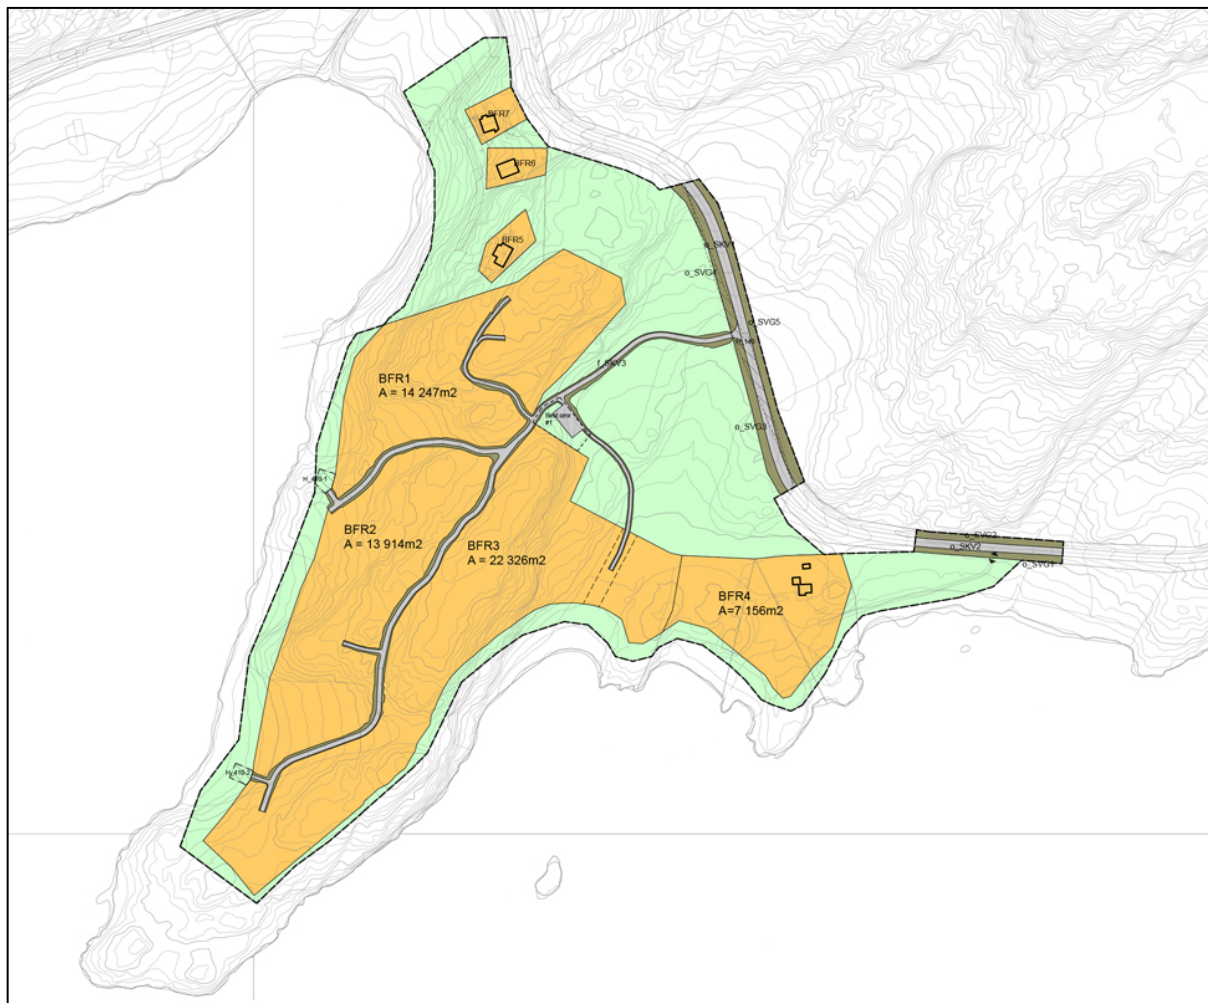 BFR7
BFR6
BFR5
o_SKV1
o_SVG4
o_SVG5
f_SKV3
BFR1
A = 14 247m2
#1
o_SVG3
BFR2
A = 13 914m2
BFR3
A = 22 326m2
o_SVG2
o_SKV2
o_SVG1
BFR4
A=7 156m2